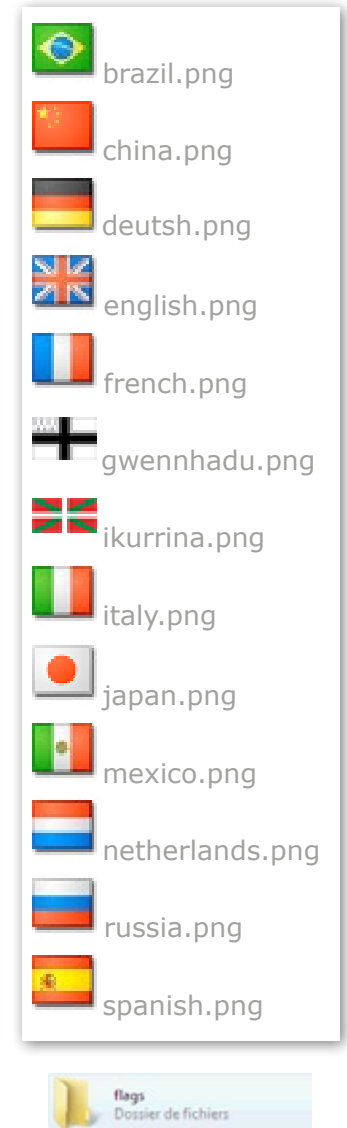 brazil.png
china.png
deutsh.png
english.png
french.png
gwennhadu.png
ikurrina.png
italy.png
japan.png
mexico.png
netherlands.png
russia.png
spanish.png
flags
Dossier de fichiers